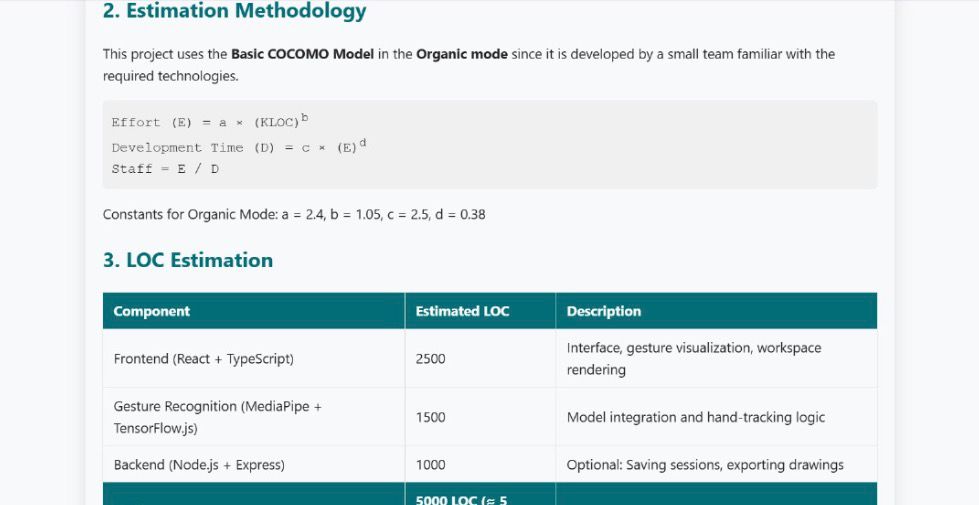 2. Estimation Methodology
This project uses the Basic COCOMO Model in the Organic mode since it is developed by a small team familiar with the
required technologies.
Effort (E) = a × (KLOC)^b
Development Time (D) = c × (E)^d
Staff = E / D
Constants for Organic Mode: a = 2.4, b = 1.05, c = 2.5, d = 0.38
3. LOC Estimation
Component Estimated LOC Description
Frontend (React + TypeScript) 2500 Interface, gesture visualization, workspace
rendering
Gesture Recognition (MediaPipe +
TensorFlow.js) 1500 Model integration and hand-tracking logic
Backend (Node.js + Express) 1000 Optional: Saving sessions, exporting drawings
5000 LOC (≈ 5